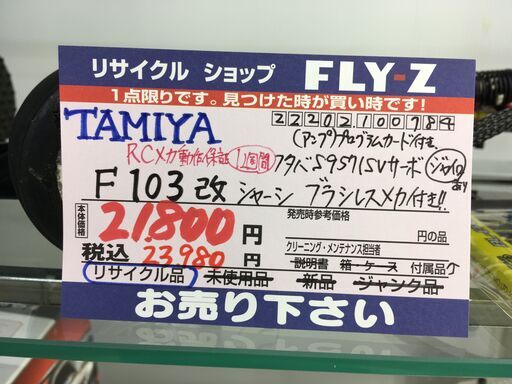 リサイクル ショップ FLY-Z
1点限りです。見つけた時が買い時です!
TAMIYA 22202100784
(アンププログラムカード付き
RCメカ動作保証 1週間 フタバS9571SVサーボ ジャイロあり
F103改 シャーシ ブラシレスメカ付き!!
本体価格 21,800円 発売時参考価格
円の品
税込 23,980円 クリーニング・メンテナンス担当者
説明書 箱・ケース 付属品
リサイクル品 未使用品 新品 ジャンク品
お売り下さい